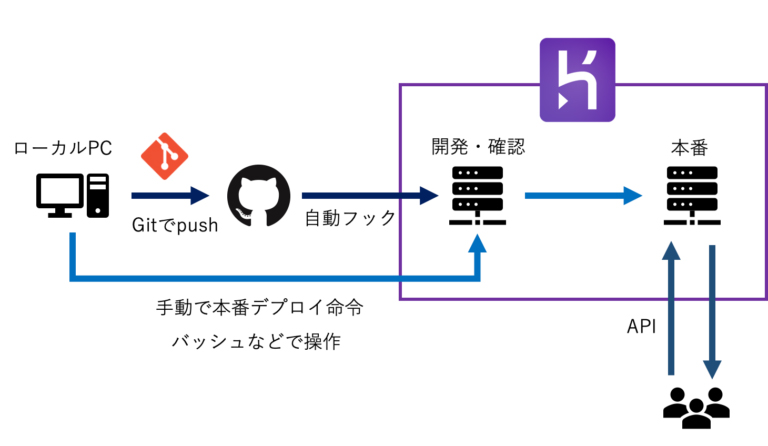 ローカルPC
Gitでpush
自動フック
開発・確認
本番
手動で本番デプロイ命令
バッシュなどで操作
API